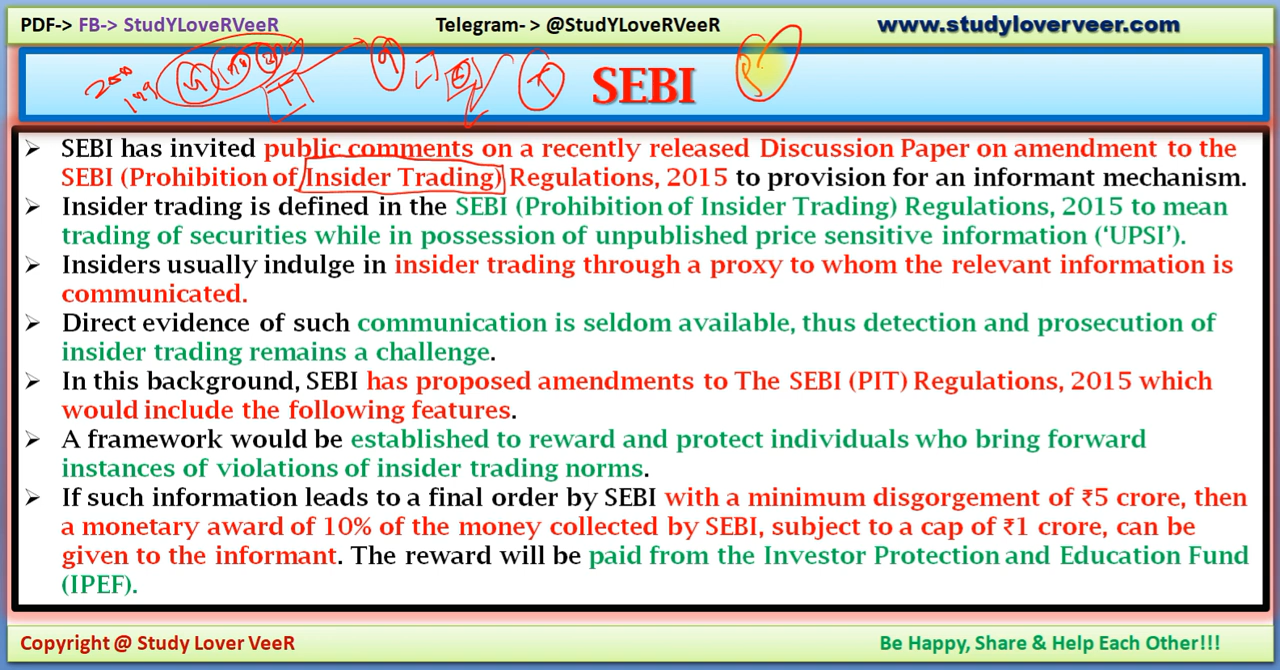 PDF-> FB-> StudYLoveRVeeR
Telegram- > @StudYLoveRVeeR
www.studyloverveer.com
SEBI
➢ SEBI has invited public comments on a recently released Discussion Paper on amendment to the
SEBI (Prohibition of Insider Trading) Regulations, 2015 to provision for an informant mechanism.
➢ Insider trading is defined in the SEBI (Prohibition of Insider Trading) Regulations, 2015 to mean
trading of securities while in possession of unpublished price sensitive information (‘UPSI’).
➢ Insiders usually indulge in insider trading through a proxy to whom the relevant information is
communicated.
➢ Direct evidence of such communication is seldom available, thus detection and prosecution of
insider trading remains a challenge.
➢ In this background, SEBI has proposed amendments to The SEBI (PIT) Regulations, 2015 which
would include the following features.
➢ A framework would be established to reward and protect individuals who bring forward
instances of violations of insider trading norms.
➢ If such information leads to a final order by SEBI with a minimum disgorgement of ₹5 crore, then
a monetary award of 10% of the money collected by SEBI, subject to a cap of ₹1 crore, can be
given to the informant. The reward will be paid from the Investor Protection and Education Fund
(IPEF).
Copyright @ Study Lover VeeR
Be Happy, Share & Help Each Other!!!